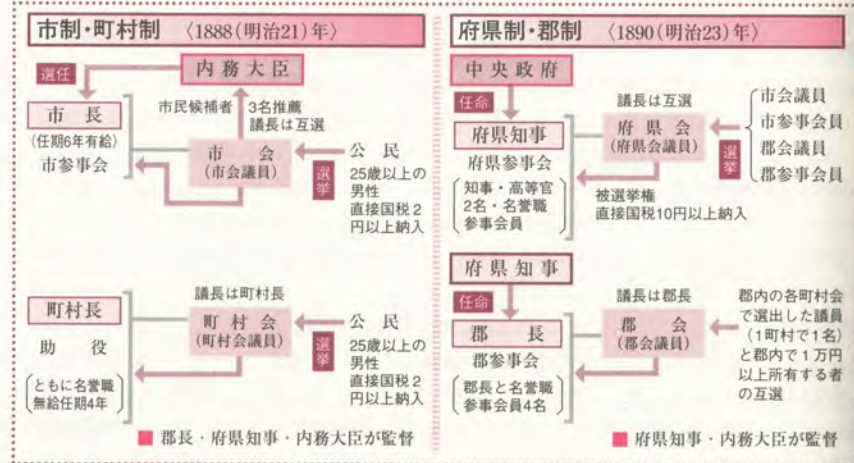 市制・町村制 〈1888(明治21)年〉
選任
内務大臣
市長
(任期6年有給)
市参事会
市民候補者
3名推薦
議長は互選
市会
(市会議員)
選挙
公民
25歳以上の
男性
直接国税2
円以上納入
町村長
助役
ともに名誉職
無給任期4年
議長は町村長
町村会
(町村会議員)
選挙
公民
25歳以上の
男性
直接国税2
円以上納入
■ 郡長・府県知事・内務大臣が監督
府県制・郡制 〈1890(明治23)年〉
中央政府
任命
府県知事
府県参事会
知事・高等官
2名・名誉職
参事会員
議長は互選
府県会
(府県会議員)
選挙
市会議員
市参事会員
郡会議員
郡参事会員
被選挙権
直接国税10円以上納入
府県知事
任命
郡長
郡参事会
郡長と名誉職
参事会員4名
議長は郡長
郡会
(郡会議員)
郡内の各町村会
で選出した議員
(1町村で1名)
と郡内で1万円
以上所有する者
の互選
■ 府県知事・内務大臣が監督